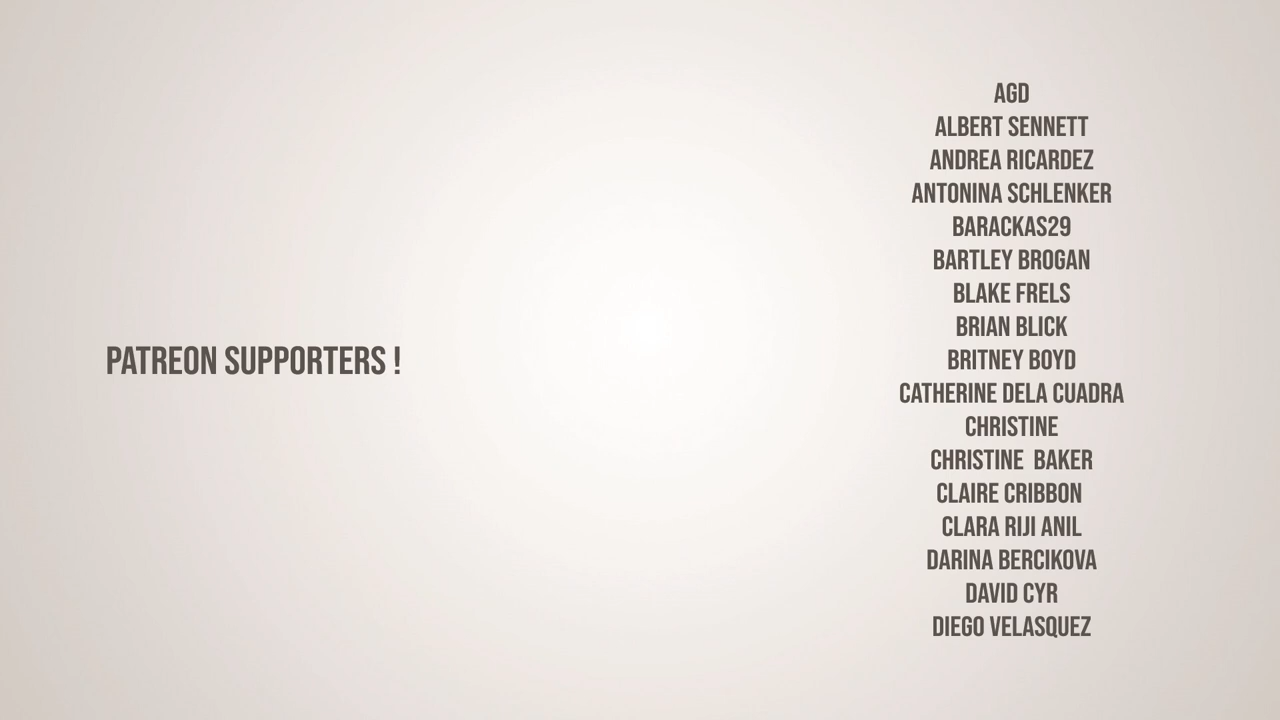 PATREON SUPPORTERS !
AGD
ALBERT SENNETT
ANDREA RICARDEZ
ANTONINA SCHLENKER
BARACKAS29
BARTLEY BROGAN
BLAKE FRELS
BRIAN BLICK
BRITNEY BOYD
CATHERINE DELA CUADRA
CHRISTINE
CHRISTINE  BAKER
CLAIRE CRIBBON
CLARA RIJI ANIL
DARINA BERCIKOVA
DAVID CYR
DIEGO VELASQUEZ